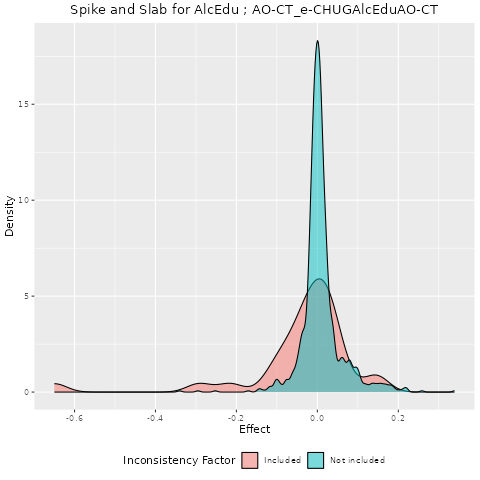 Spike and Slab for AlcEdu ; AO-CT_e-CHUGAlcEduAO-CT
Density
15
10
5
0
-0.6 -0.4 -0.2 0.0 0.2
Effect
Inconsistency Factor Included Not included